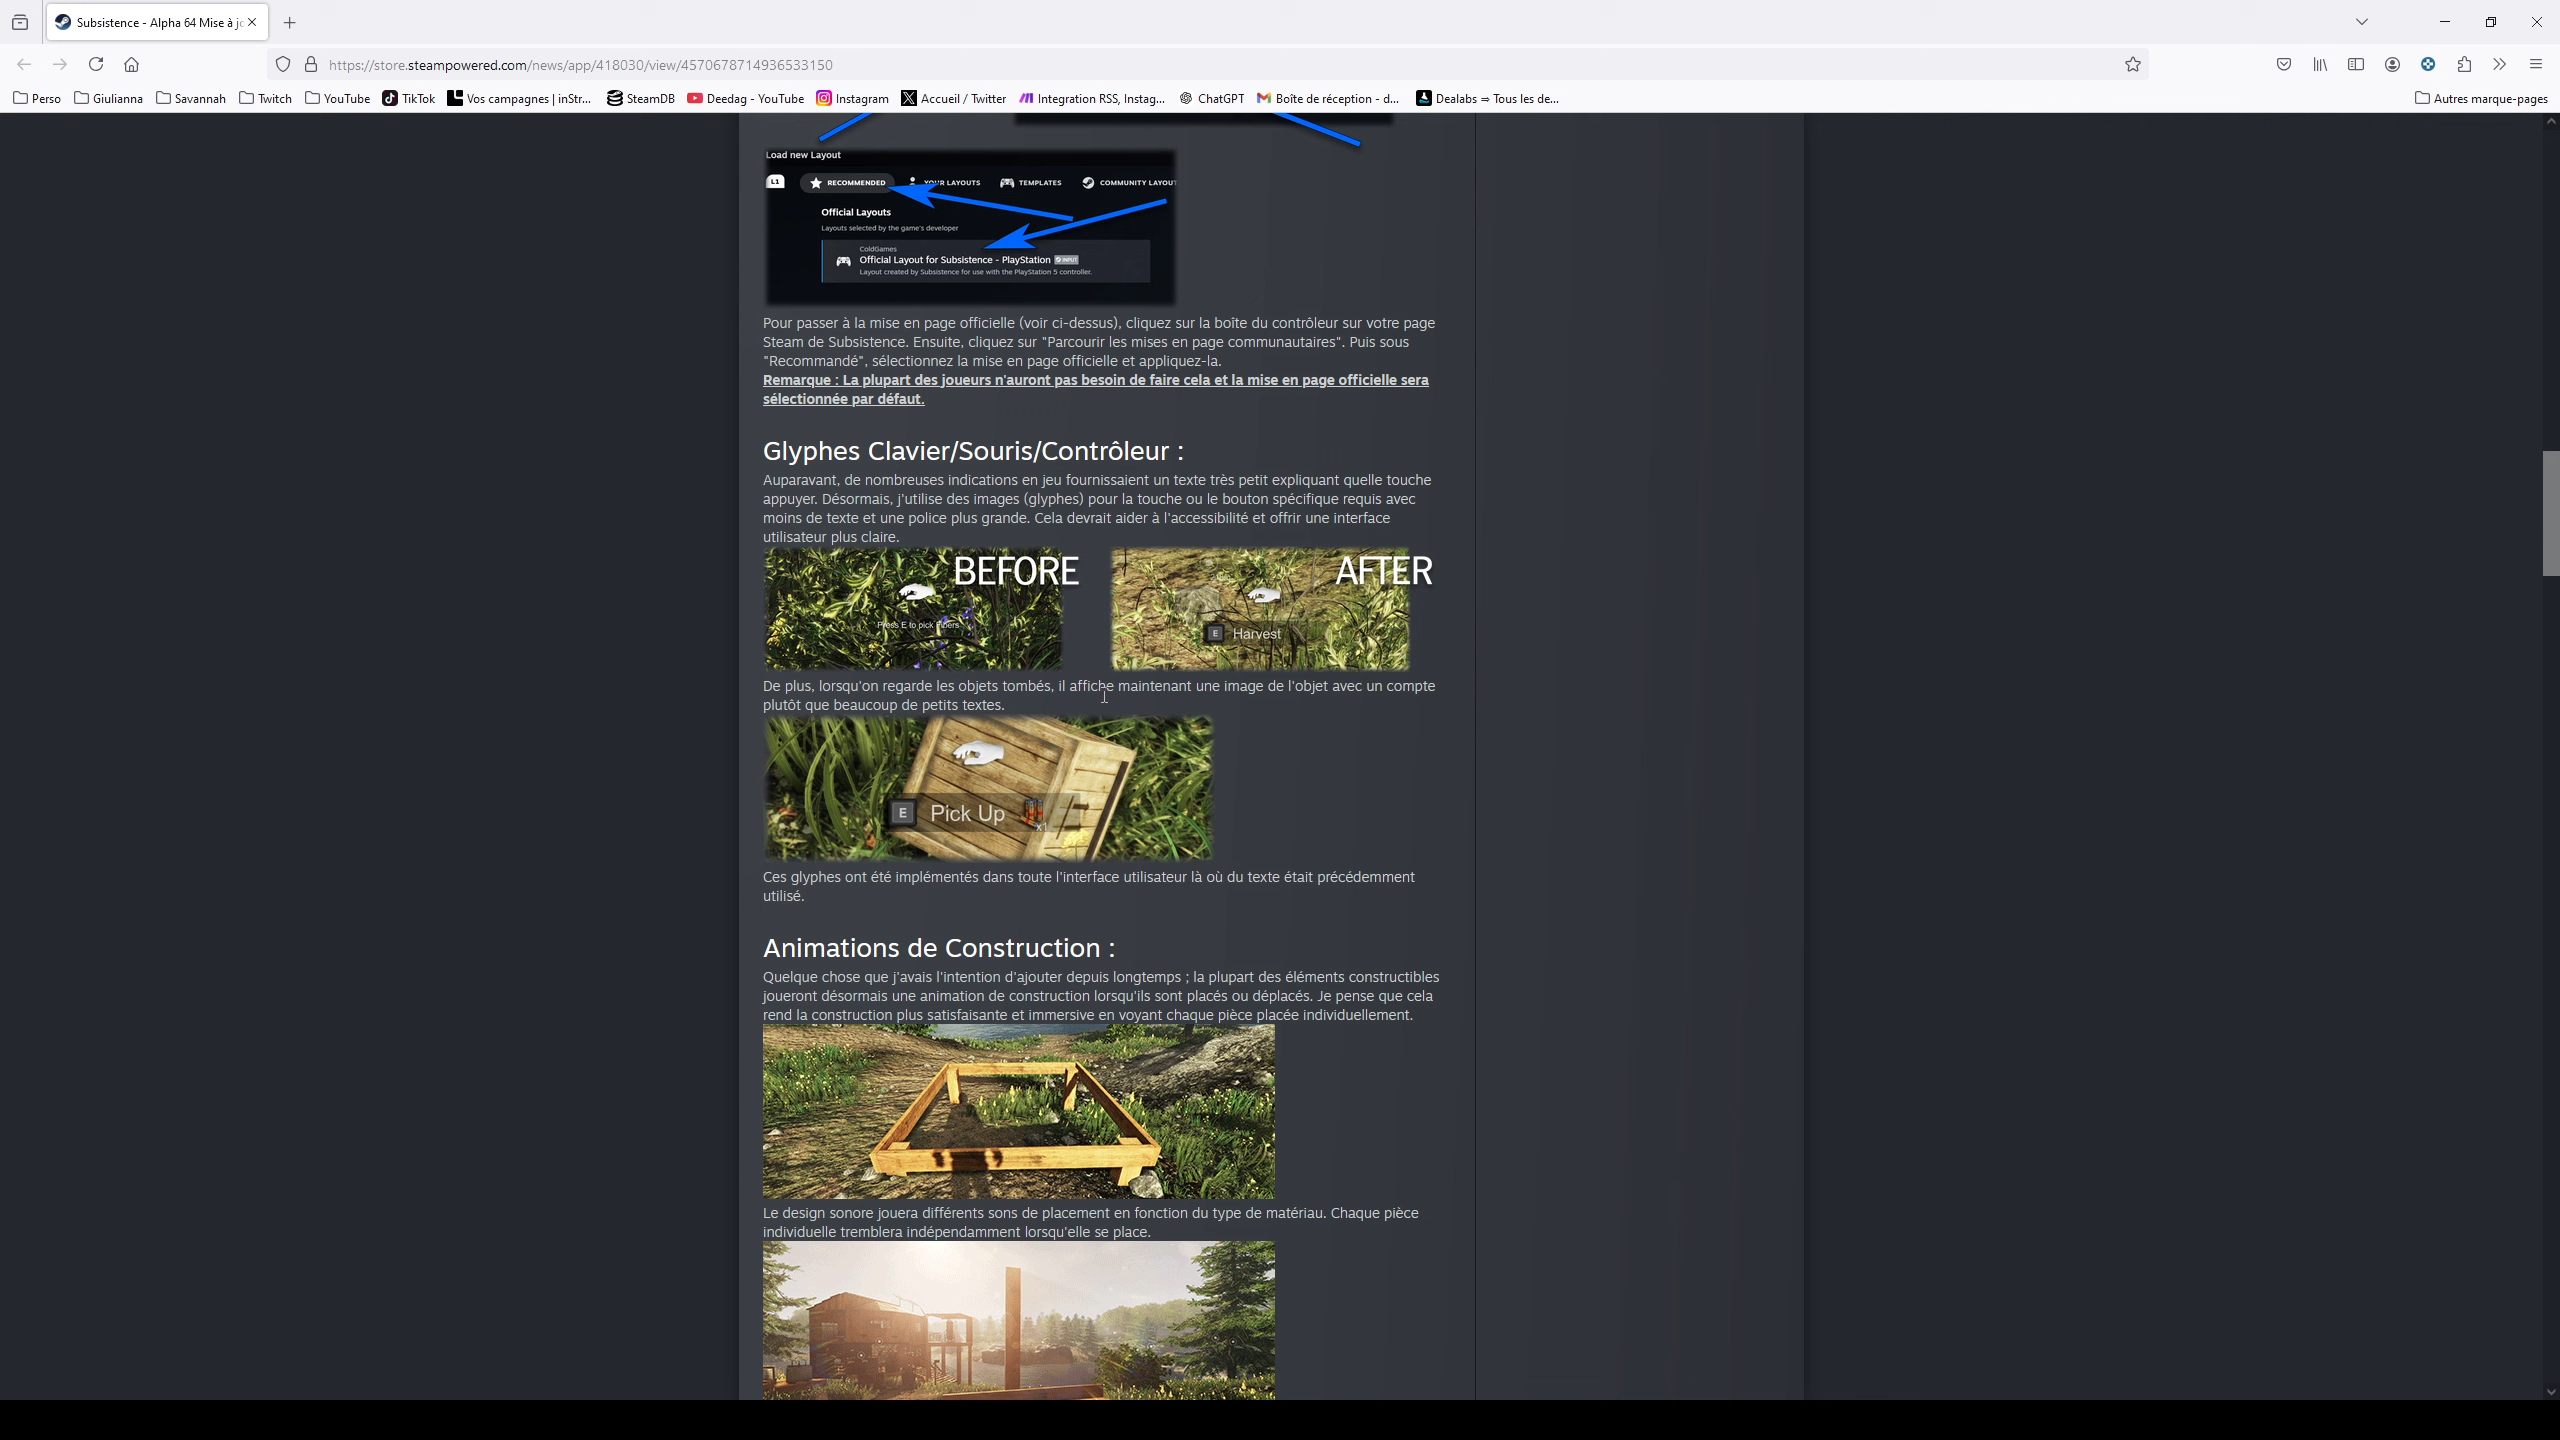 Subsistence - Alpha 64 Mise à jo
https://store.steampowered.com/news/app/418030/view/4570678714936533150
Perso
Giulianna
Savannah
Twitch
YouTube
TikTok
Vos campagnes | inStr...
SteamDB
Deedag - YouTube
Instagram
Accueil / Twitter
Integration RSS, Instag...
ChatGPT
Boîte de réception - d...
Dealabs ⇒ Tous les de...
Autres marque-pages
Load new Layout
L1
RECOMMENDED
YOUR LAYOUTS
TEMPLATES
COMMUNITY LAYOUT
Official Layouts
Layouts selected by the game's developer
ColdGames
Official Layout for Subsistence - PlayStation INPUT
Layout created by Subsistence for use with the PlayStation 5 controller.
Pour passer à la mise en page officielle (voir ci-dessus), cliquez sur la boîte du contrôleur sur votre page
Steam de Subsistence. Ensuite, cliquez sur "Parcourir les mises en page communautaires". Puis sous
"Recommandé", sélectionnez la mise en page officielle et appliquez-la.
Remarque : La plupart des joueurs n'auront pas besoin de faire cela et la mise en page officielle sera
sélectionnée par défaut.
Glyphes Clavier/Souris/Contrôleur :
Auparavant, de nombreuses indications en jeu fournissaient un texte très petit expliquant quelle touche
appuyer. Désormais, j'utilise des images (glyphes) pour la touche ou le bouton spécifique requis avec
moins de texte et une police plus grande. Cela devrait aider à l'accessibilité et offrir une interface
utilisateur plus claire.
BEFORE
AFTER
Press E to pick Fibers
E Harvest
De plus, lorsqu'on regarde les objets tombés, il affiche maintenant une image de l'objet avec un compte
plutôt que beaucoup de petits textes.
E Pick Up x1
Ces glyphes ont été implémentés dans toute l'interface utilisateur là où du texte était précédemment
utilisé.
Animations de Construction :
Quelque chose que j'avais l'intention d'ajouter depuis longtemps ; la plupart des éléments constructibles
joueront désormais une animation de construction lorsqu'ils sont placés ou déplacés. Je pense que cela
rend la construction plus satisfaisante et immersive en voyant chaque pièce placée individuellement.
Le design sonore jouera différents sons de placement en fonction du type de matériau. Chaque pièce
individuelle tremblera indépendamment lorsqu'elle se place.